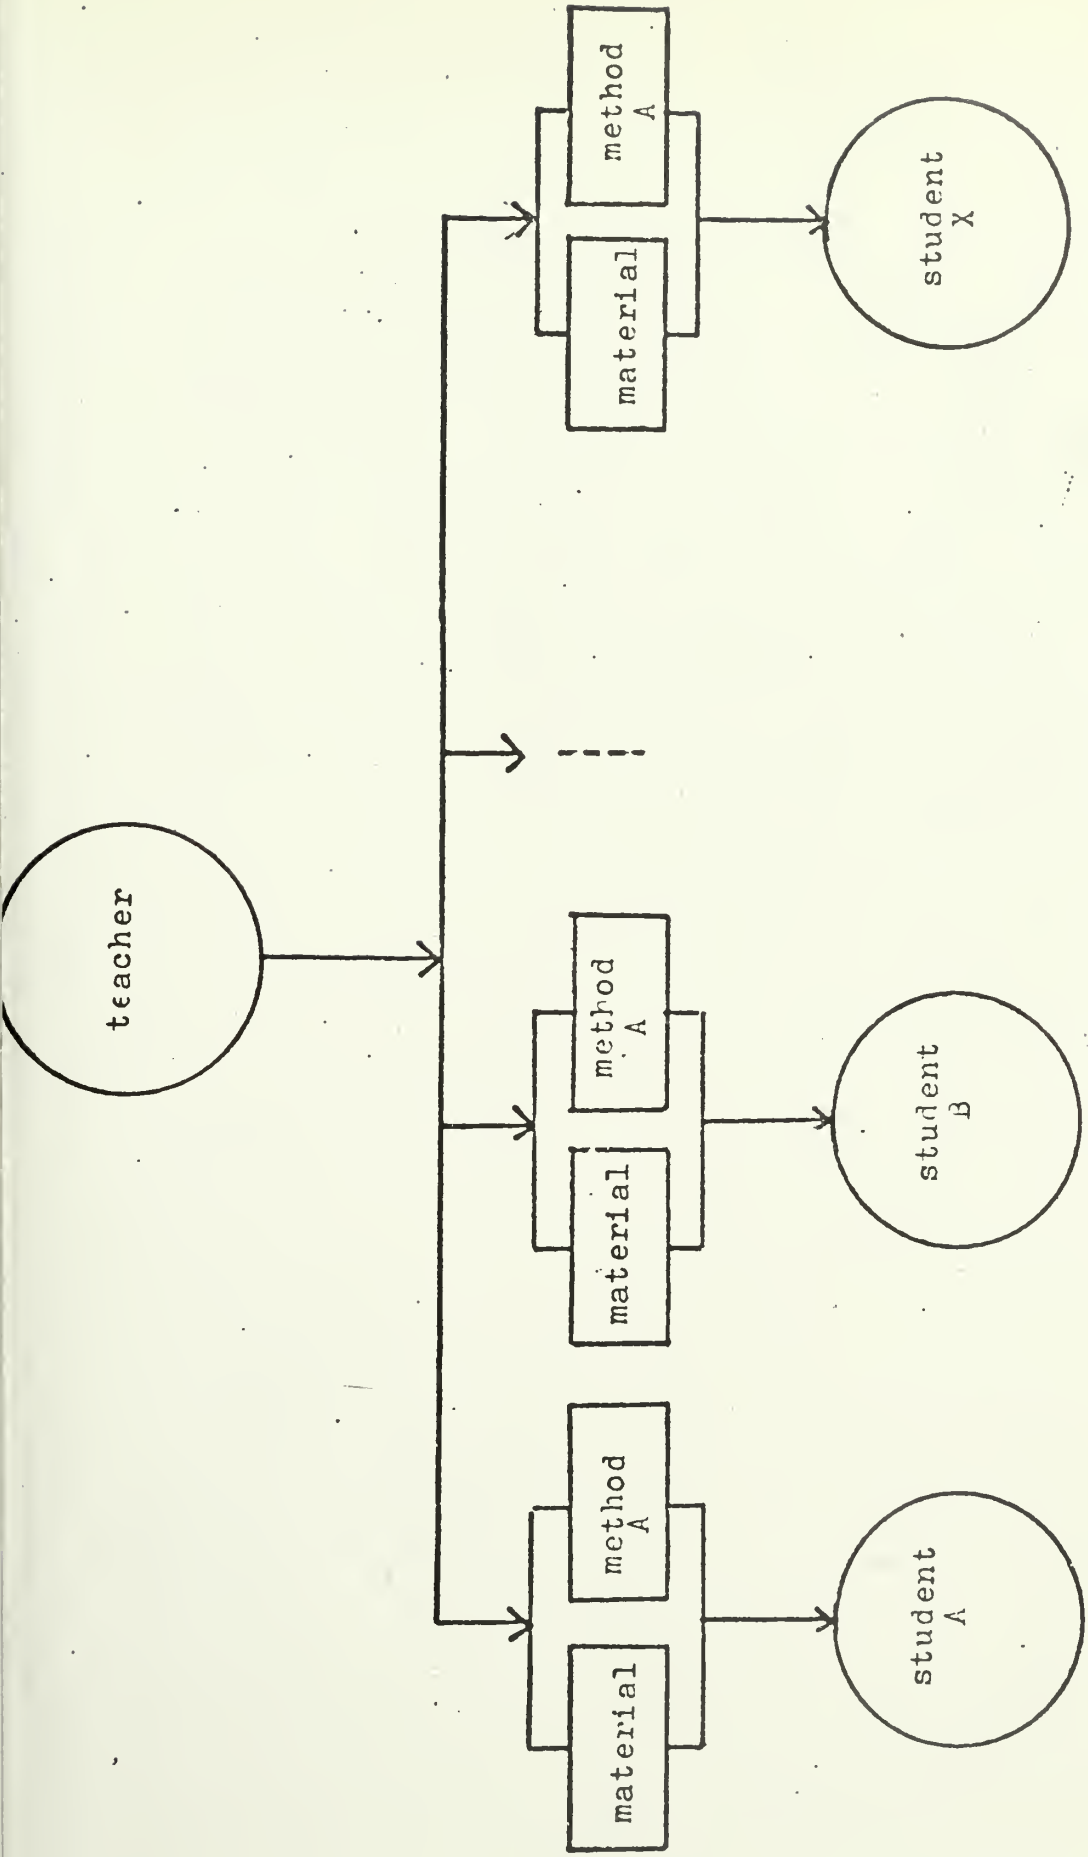 teacher
material
method
A
material
method
A
material
method
A
student
A
student
B
student
X